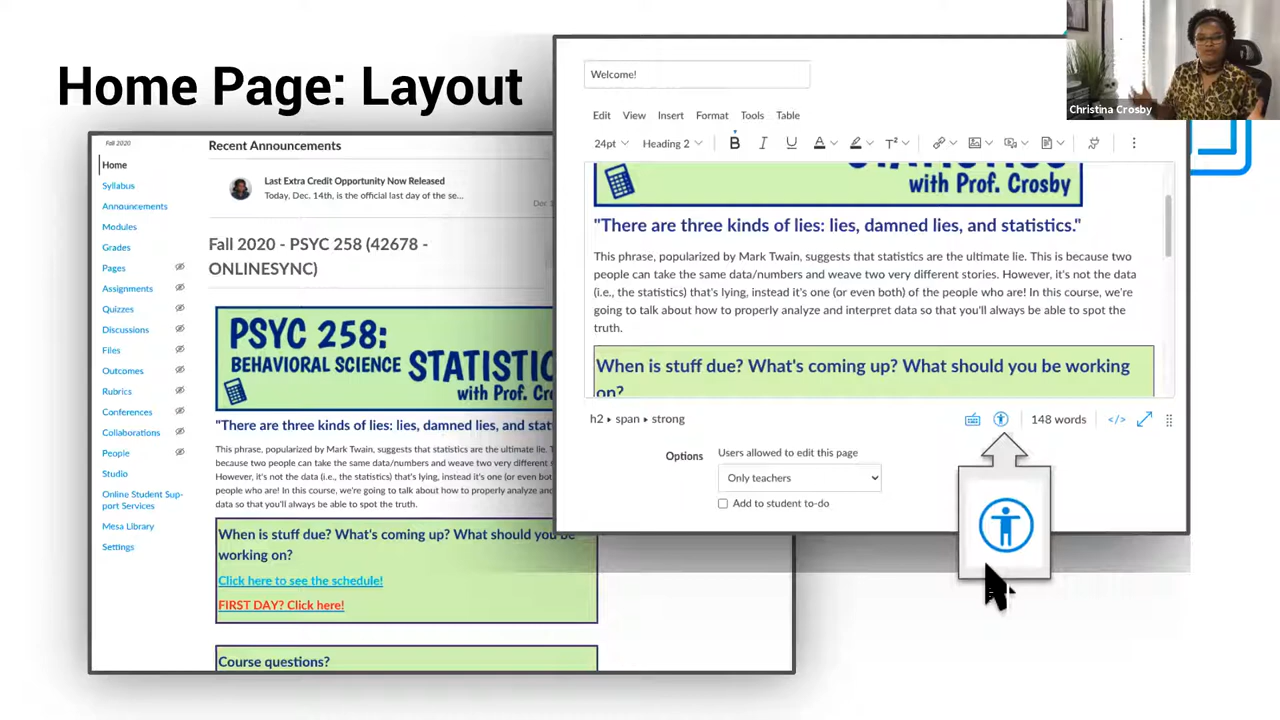 Home Page: Layout
Fall 2020
Home
Syllabus
Announcements
Modules
Grades
Pages
Assignments
Quizzes
Discussions
Files
Outcomes
Rubrics
Conferences
Collaborations
People
Studio
Online Student Sup-
port Services
Mesa Library
Settings
Recent Announcements
Last Extra Credit Opportunity Now Released
Today, Dec. 14th, is the official last day of the se...
Fall 2020 - PSYC 258 (42678 -
ONLINESYNC)
PSYC 258:
BEHAVIORAL SCIENCE
with Prof.
"There are three kinds of lies: lies, damned lies, and
This phrase, popularized by Mark Twain, suggests that statistics are the ultimate lie.
because two people can take the same data/numbers and weave two very different
However, it's not the data (i.e., the statistics) that's lying, instead it's one (or even both) of the
people who are! In this course, we're going to talk about how to properly analyze and interpret
data so that you'll always be able to spot the truth.
When is stuff due? What's coming up? What should you be
working on?
Click here to see the schedule!
FIRST DAY? Click here!
Course questions?
Welcome!
Edit View Insert Format Tools Table
24pt Heading 2 B I U A T²
STATISTICS
with Prof. Crosby
"There are three kinds of lies: lies, damned lies, and statistics."
This phrase, popularized by Mark Twain, suggests that statistics are the ultimate lie. This is because two
people can take the same data/numbers and weave two very different stories. However, it's not the data
(i.e., the statistics) that's lying, instead it's one (or even both) of the people who are! In this course, we're
going to talk about how to properly analyze and interpret data so that you'll always be able to spot the
truth.
When is stuff due? What's coming up? What should you be working
on?
h2 ▸ span ▸ strong
148 words </>
Options
Users allowed to edit this page
Only teachers
Add to student to-do
Christina Crosby